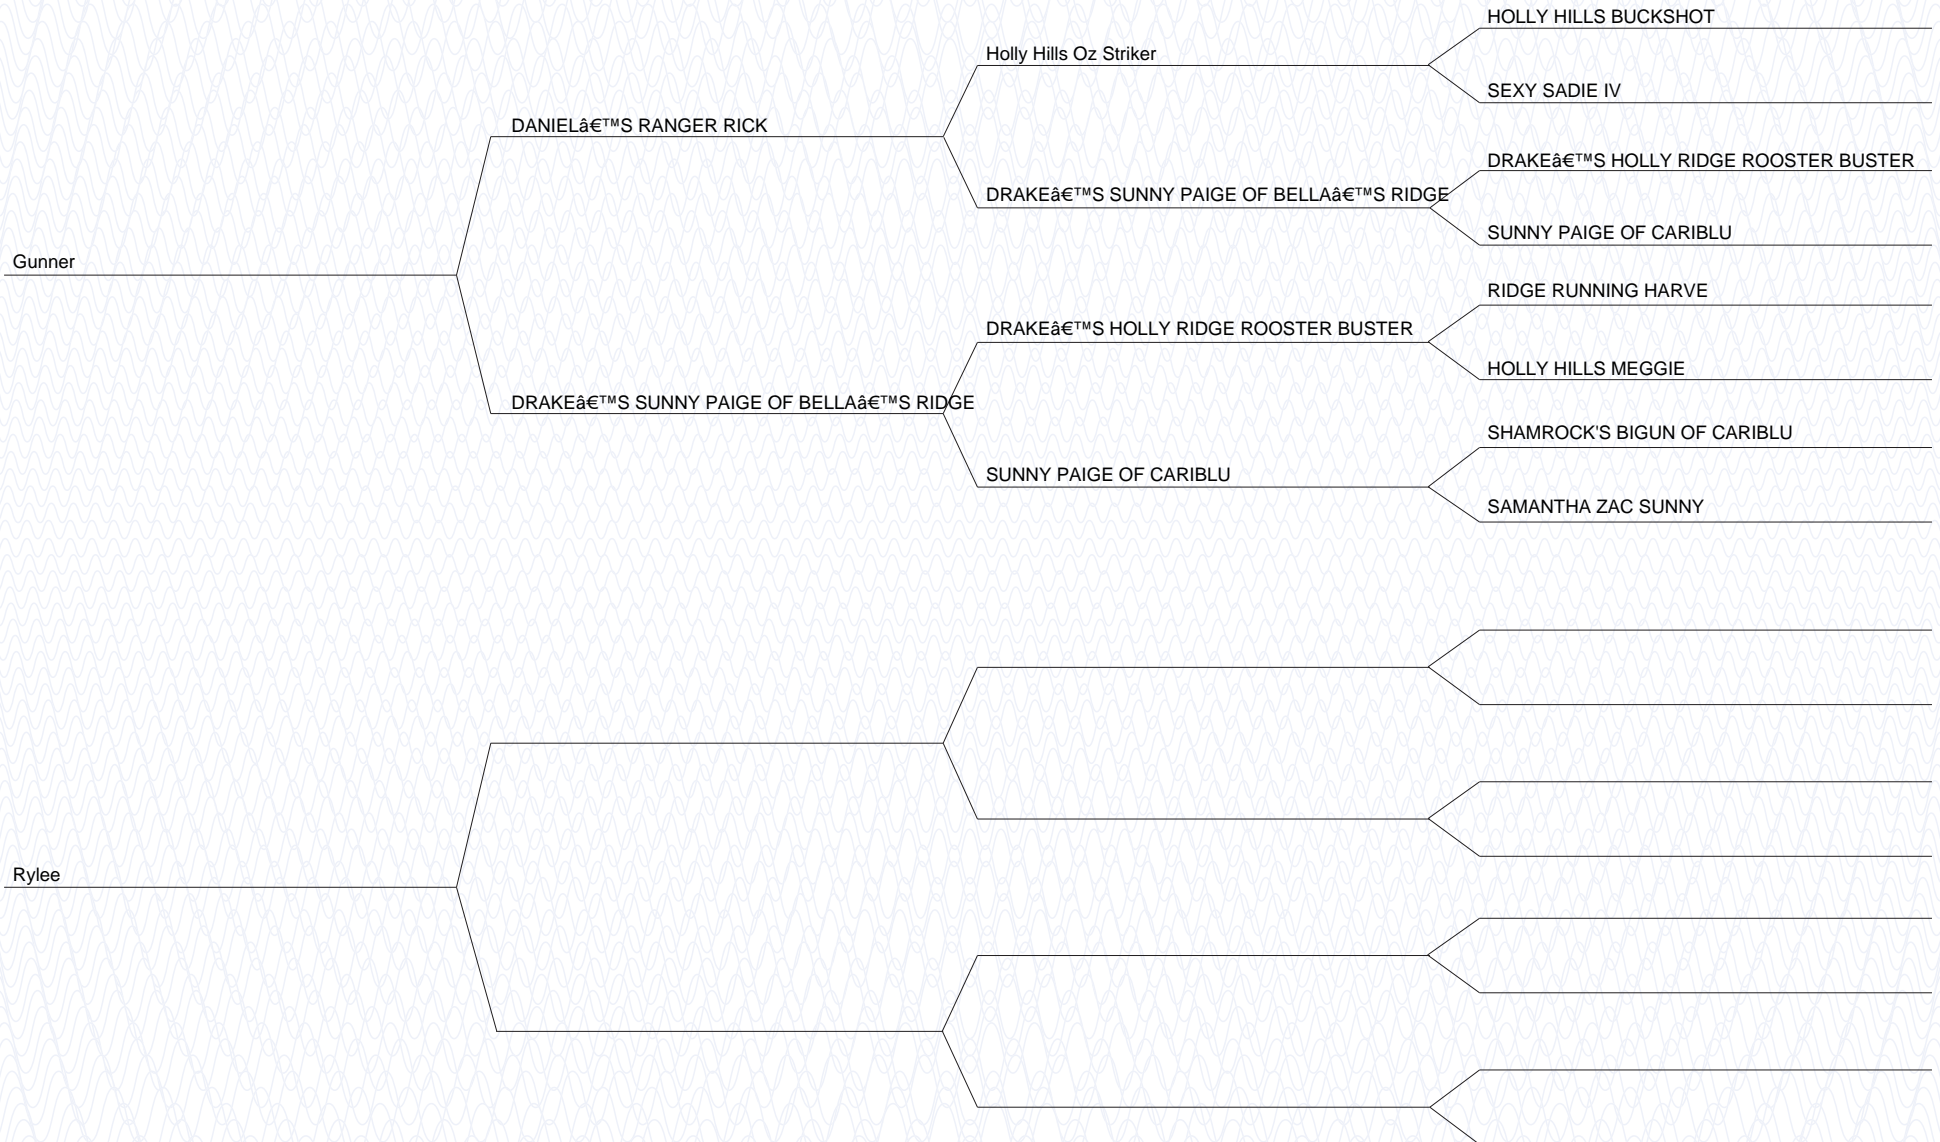 HOLLY HILLS BUCKSHOT
Holly Hills Oz Striker
SEXY SADIE IV
DANIELâ€™S RANGER RICK
DRAKEâ€™S HOLLY RIDGE ROOSTER BUSTER
DRAKEâ€™S SUNNY PAIGE OF BELLAâ€™S RIDGE
SUNNY PAIGE OF CARIBLU
Gunner
RIDGE RUNNING HARVE
DRAKEâ€™S HOLLY RIDGE ROOSTER BUSTER
HOLLY HILLS MEGGIE
DRAKEâ€™S SUNNY PAIGE OF BELLAâ€™S RIDGE
SHAMROCK'S BIGUN OF CARIBLU
SUNNY PAIGE OF CARIBLU
SAMANTHA ZAC SUNNY
Rylee